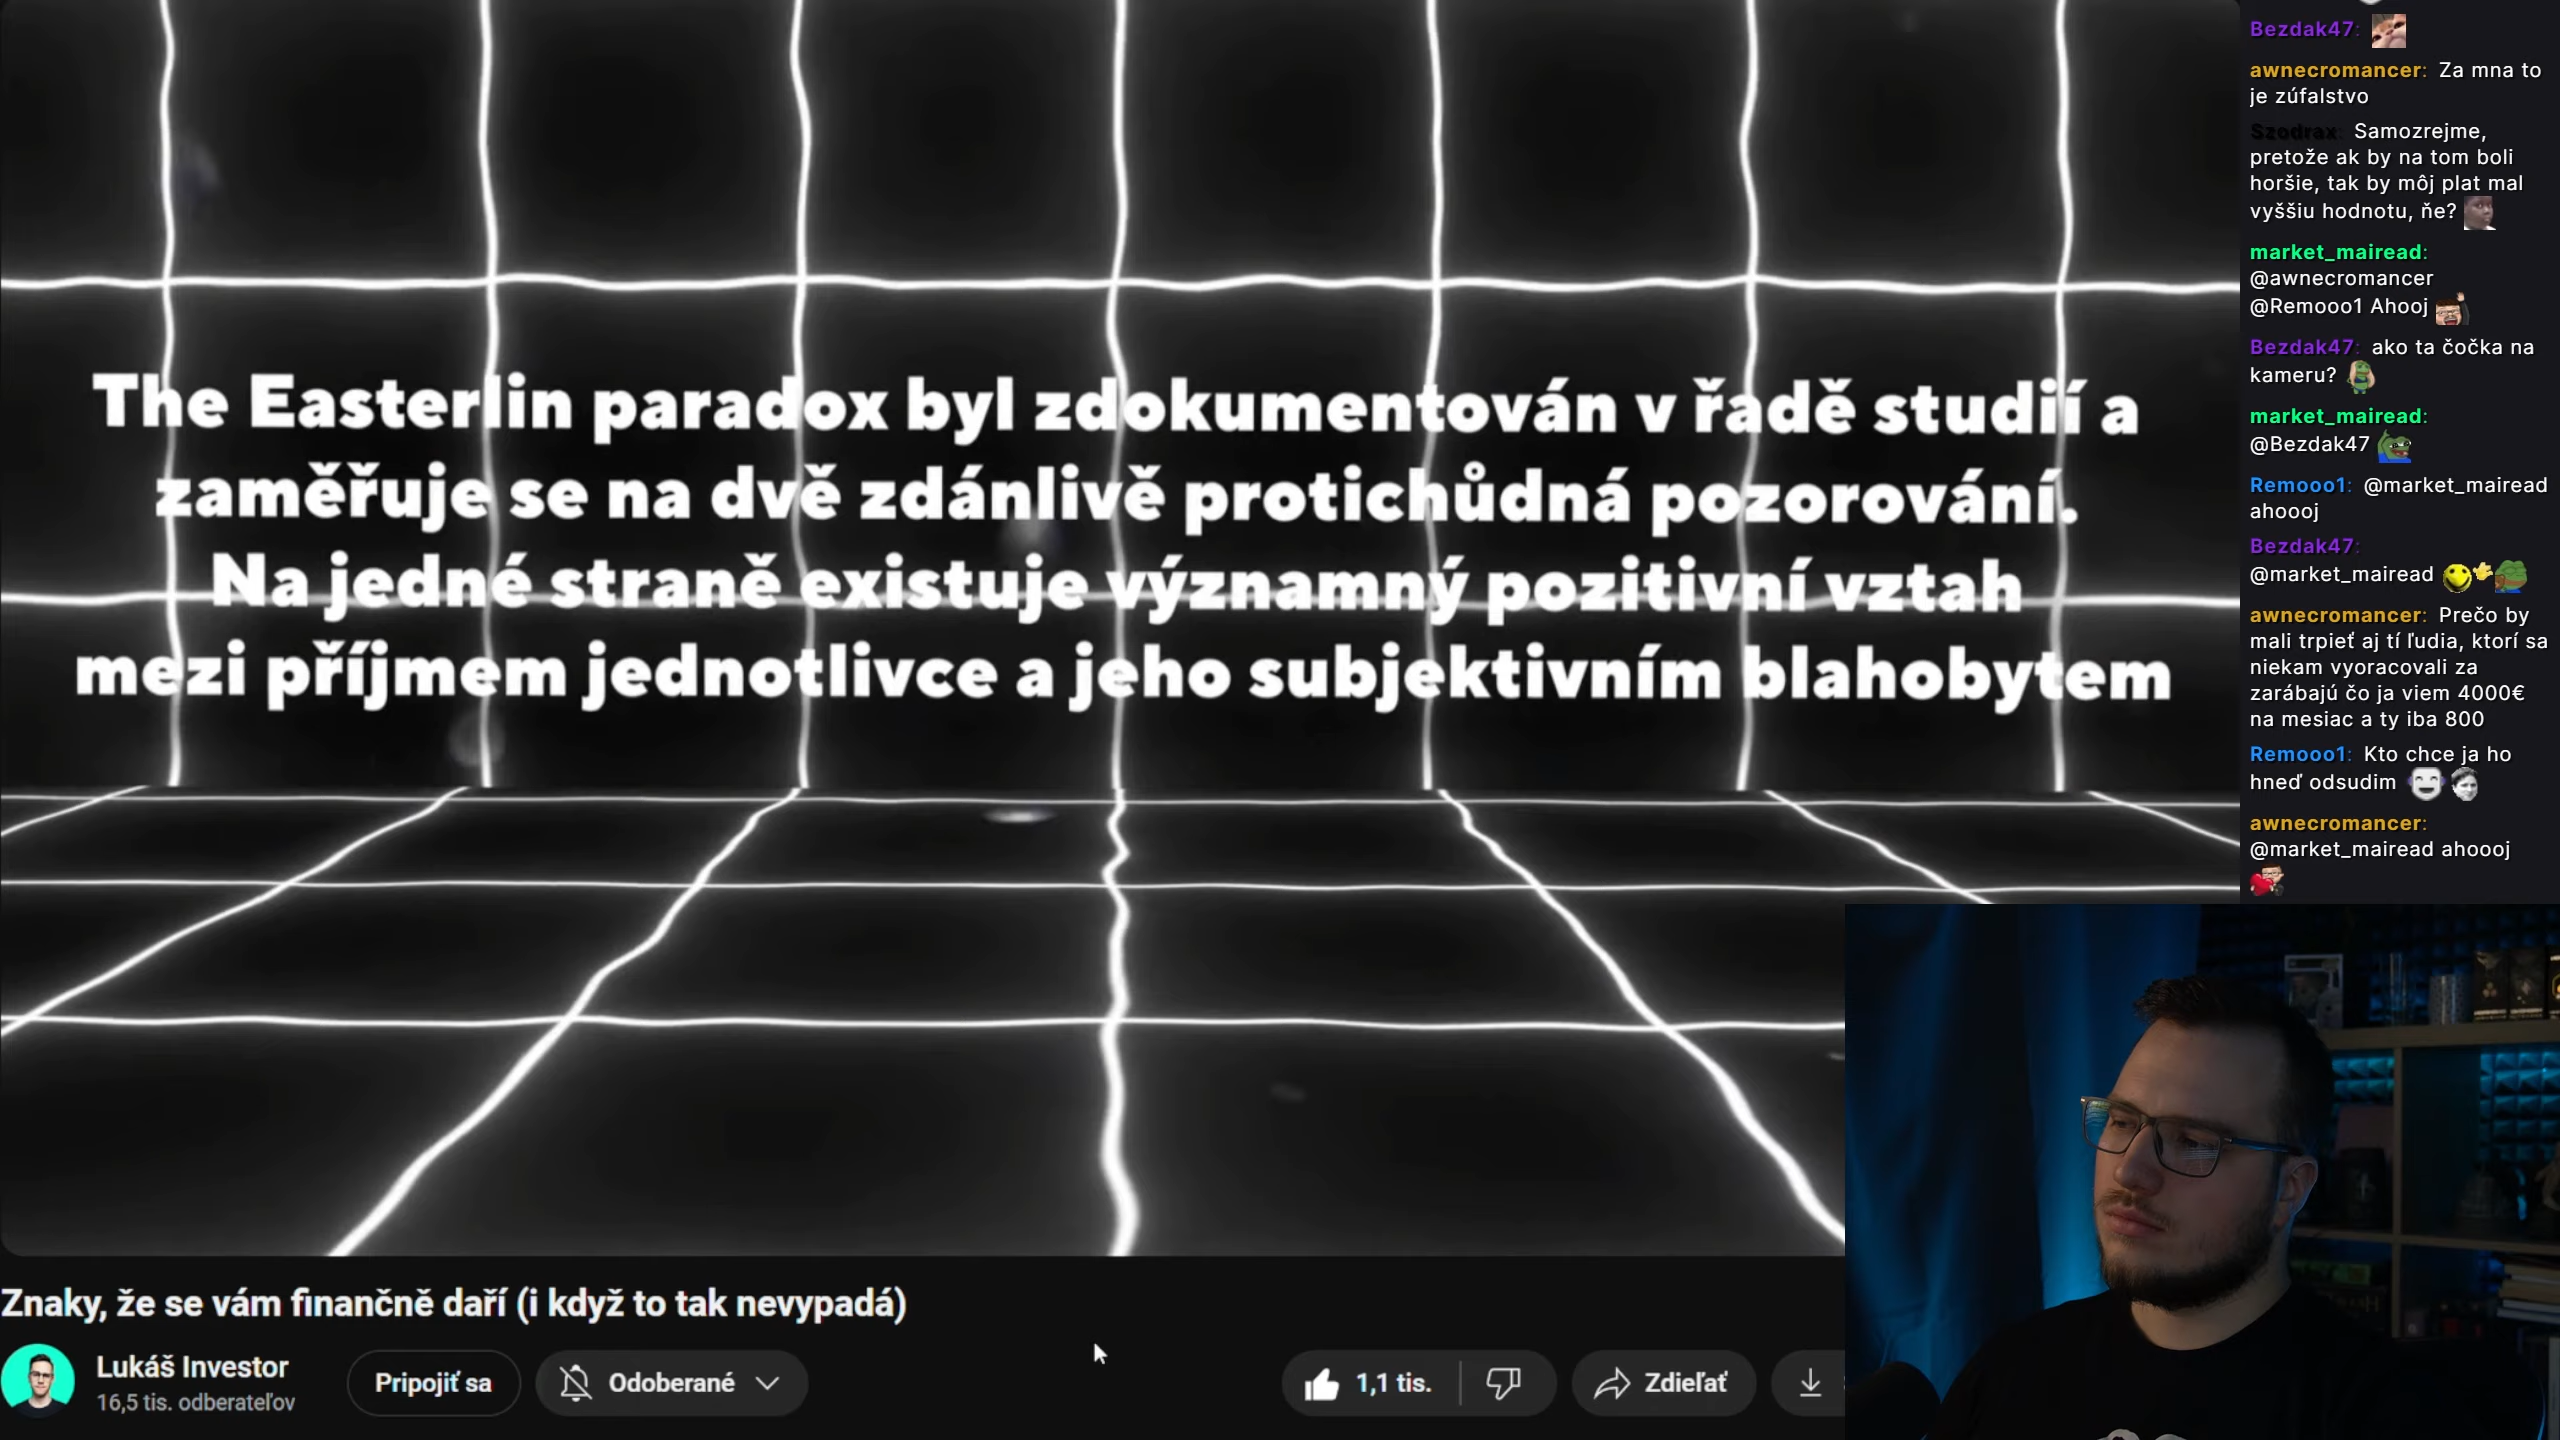 The Easterlin paradox byl zdokumentován v řadě studií a
zaměřuje se na dvě zdánlivě protichůdná pozorování.
Na jedné straně existuje významný pozitivní vztah
mezi příjmem jednotlivce a jeho subjektivním blahobytem
Znaky, že se vám finančně daří (i když to tak nevypadá)
Lukáš Investor
16,5 tis. odberateľov
Pripojiť sa
Odoberané
1,1 tis.
Zdieľať
Bezdak47:
awnecromancer: Za mna to
je zúfalstvo
Szodrax: Samozrejme,
pretože ak by na tom boli
horšie, tak by môj plat mal
vyššiu hodnotu, ňe?
market_mairead:
@awnecromancer
@Remooo1 Ahooj
Bezdak47: ako ta čočka na
kameru?
market_mairead:
@Bezdak47
Remooo1: @market_mairead
ahoooj
Bezdak47:
@market_mairead
awnecromancer: Prečo by
mali trpieť aj tí ľudia, ktorí sa
niekam vyoracovali za
zarábajú čo ja viem 4000€
na mesiac a ty iba 800
Remooo1: Kto chce ja ho
hneď odsudim
awnecromancer:
@market_mairead ahoooj